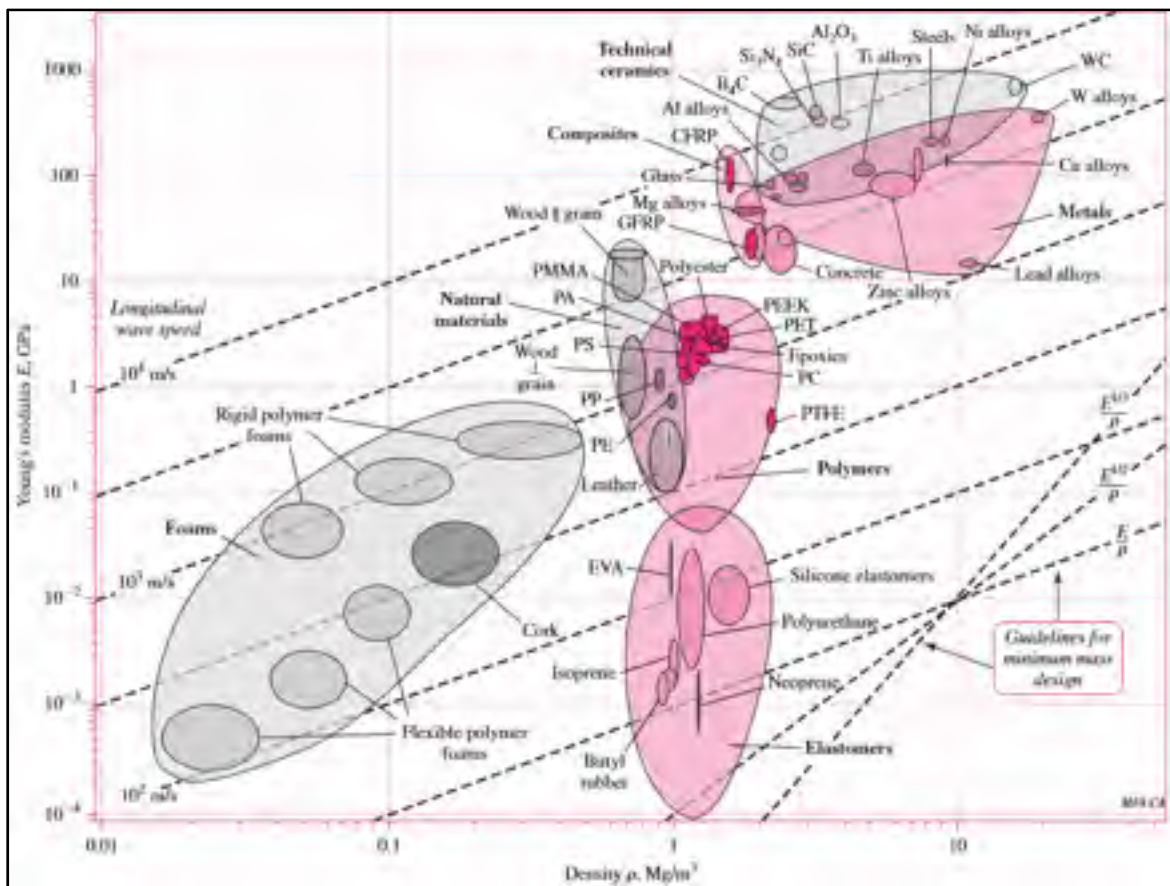 1000
100
10
1
10⁻¹
10⁻²
10⁻³
10⁻⁴
Young's modulus E, GPa
0.01
0.1
1
10
Density ρ, Mg/m³
Longitudinal
wave speed
10⁴ m/s
10³ m/s
10² m/s
Technical
ceramics
B₄C
Si₃N₄
SiC
Al₂O₃
Ti alloys
Steels
Ni alloys
WC
W alloys
Al alloys
Composites
CFRP
Glass
Mg alloys
GFRP
Cu alloys
Metals
Lead alloys
Zinc alloys
Concrete
Wood ∥ grain
Polyester
PMMA
PA
Natural
materials
PS
Wood
⊥
grain
PP
PE
Leather
PEEK
PET
Epoxies
PC
PTFE
Polymers
Rigid polymer
foams
Foams
Cork
Flexible polymer
foams
EVA
Silicone elastomers
Polyurethane
Isoprene
Neoprene
Butyl
rubber
Elastomers
E¹ᐟ³
ρ
E¹ᐟ²
ρ
E
ρ
Guidelines for
minimum mass
design